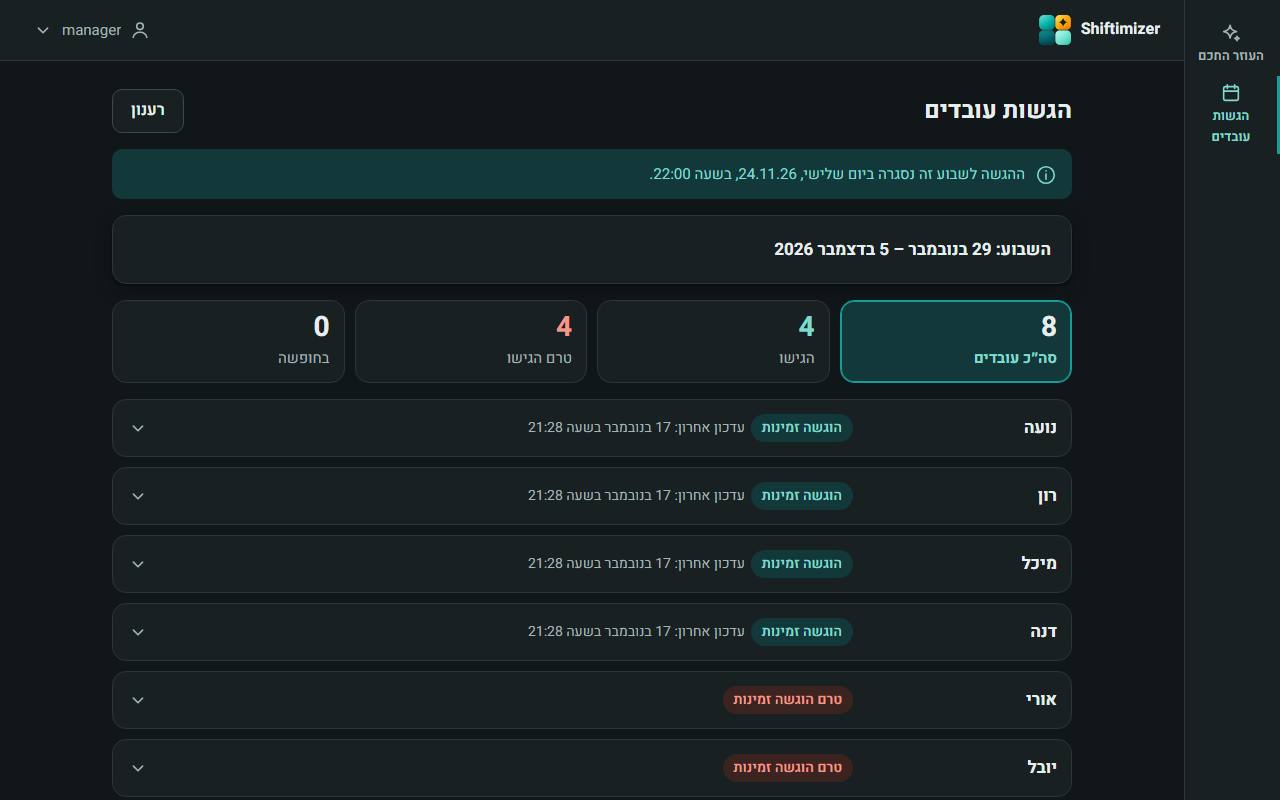 Shiftimizer
manager
העוזר החכם
הגשות
עובדים
הגשות עובדים
רענון
ההגשה לשבוע זה נסגרה ביום שלישי, 24.11.26, בשעה 22:00.
השבוע: 29 בנובמבר – 5 בדצמבר 2026
8
סה״כ עובדים
4
הגישו
4
טרם הגישו
0
בחופשה
נועה הוגשה זמינות עדכון אחרון: 17 בנובמבר בשעה 21:28
רון הוגשה זמינות עדכון אחרון: 17 בנובמבר בשעה 21:28
מיכל הוגשה זמינות עדכון אחרון: 17 בנובמבר בשעה 21:28
דנה הוגשה זמינות עדכון אחרון: 17 בנובמבר בשעה 21:28
אורי טרם הוגשה זמינות
יובל טרם הוגשה זמינות